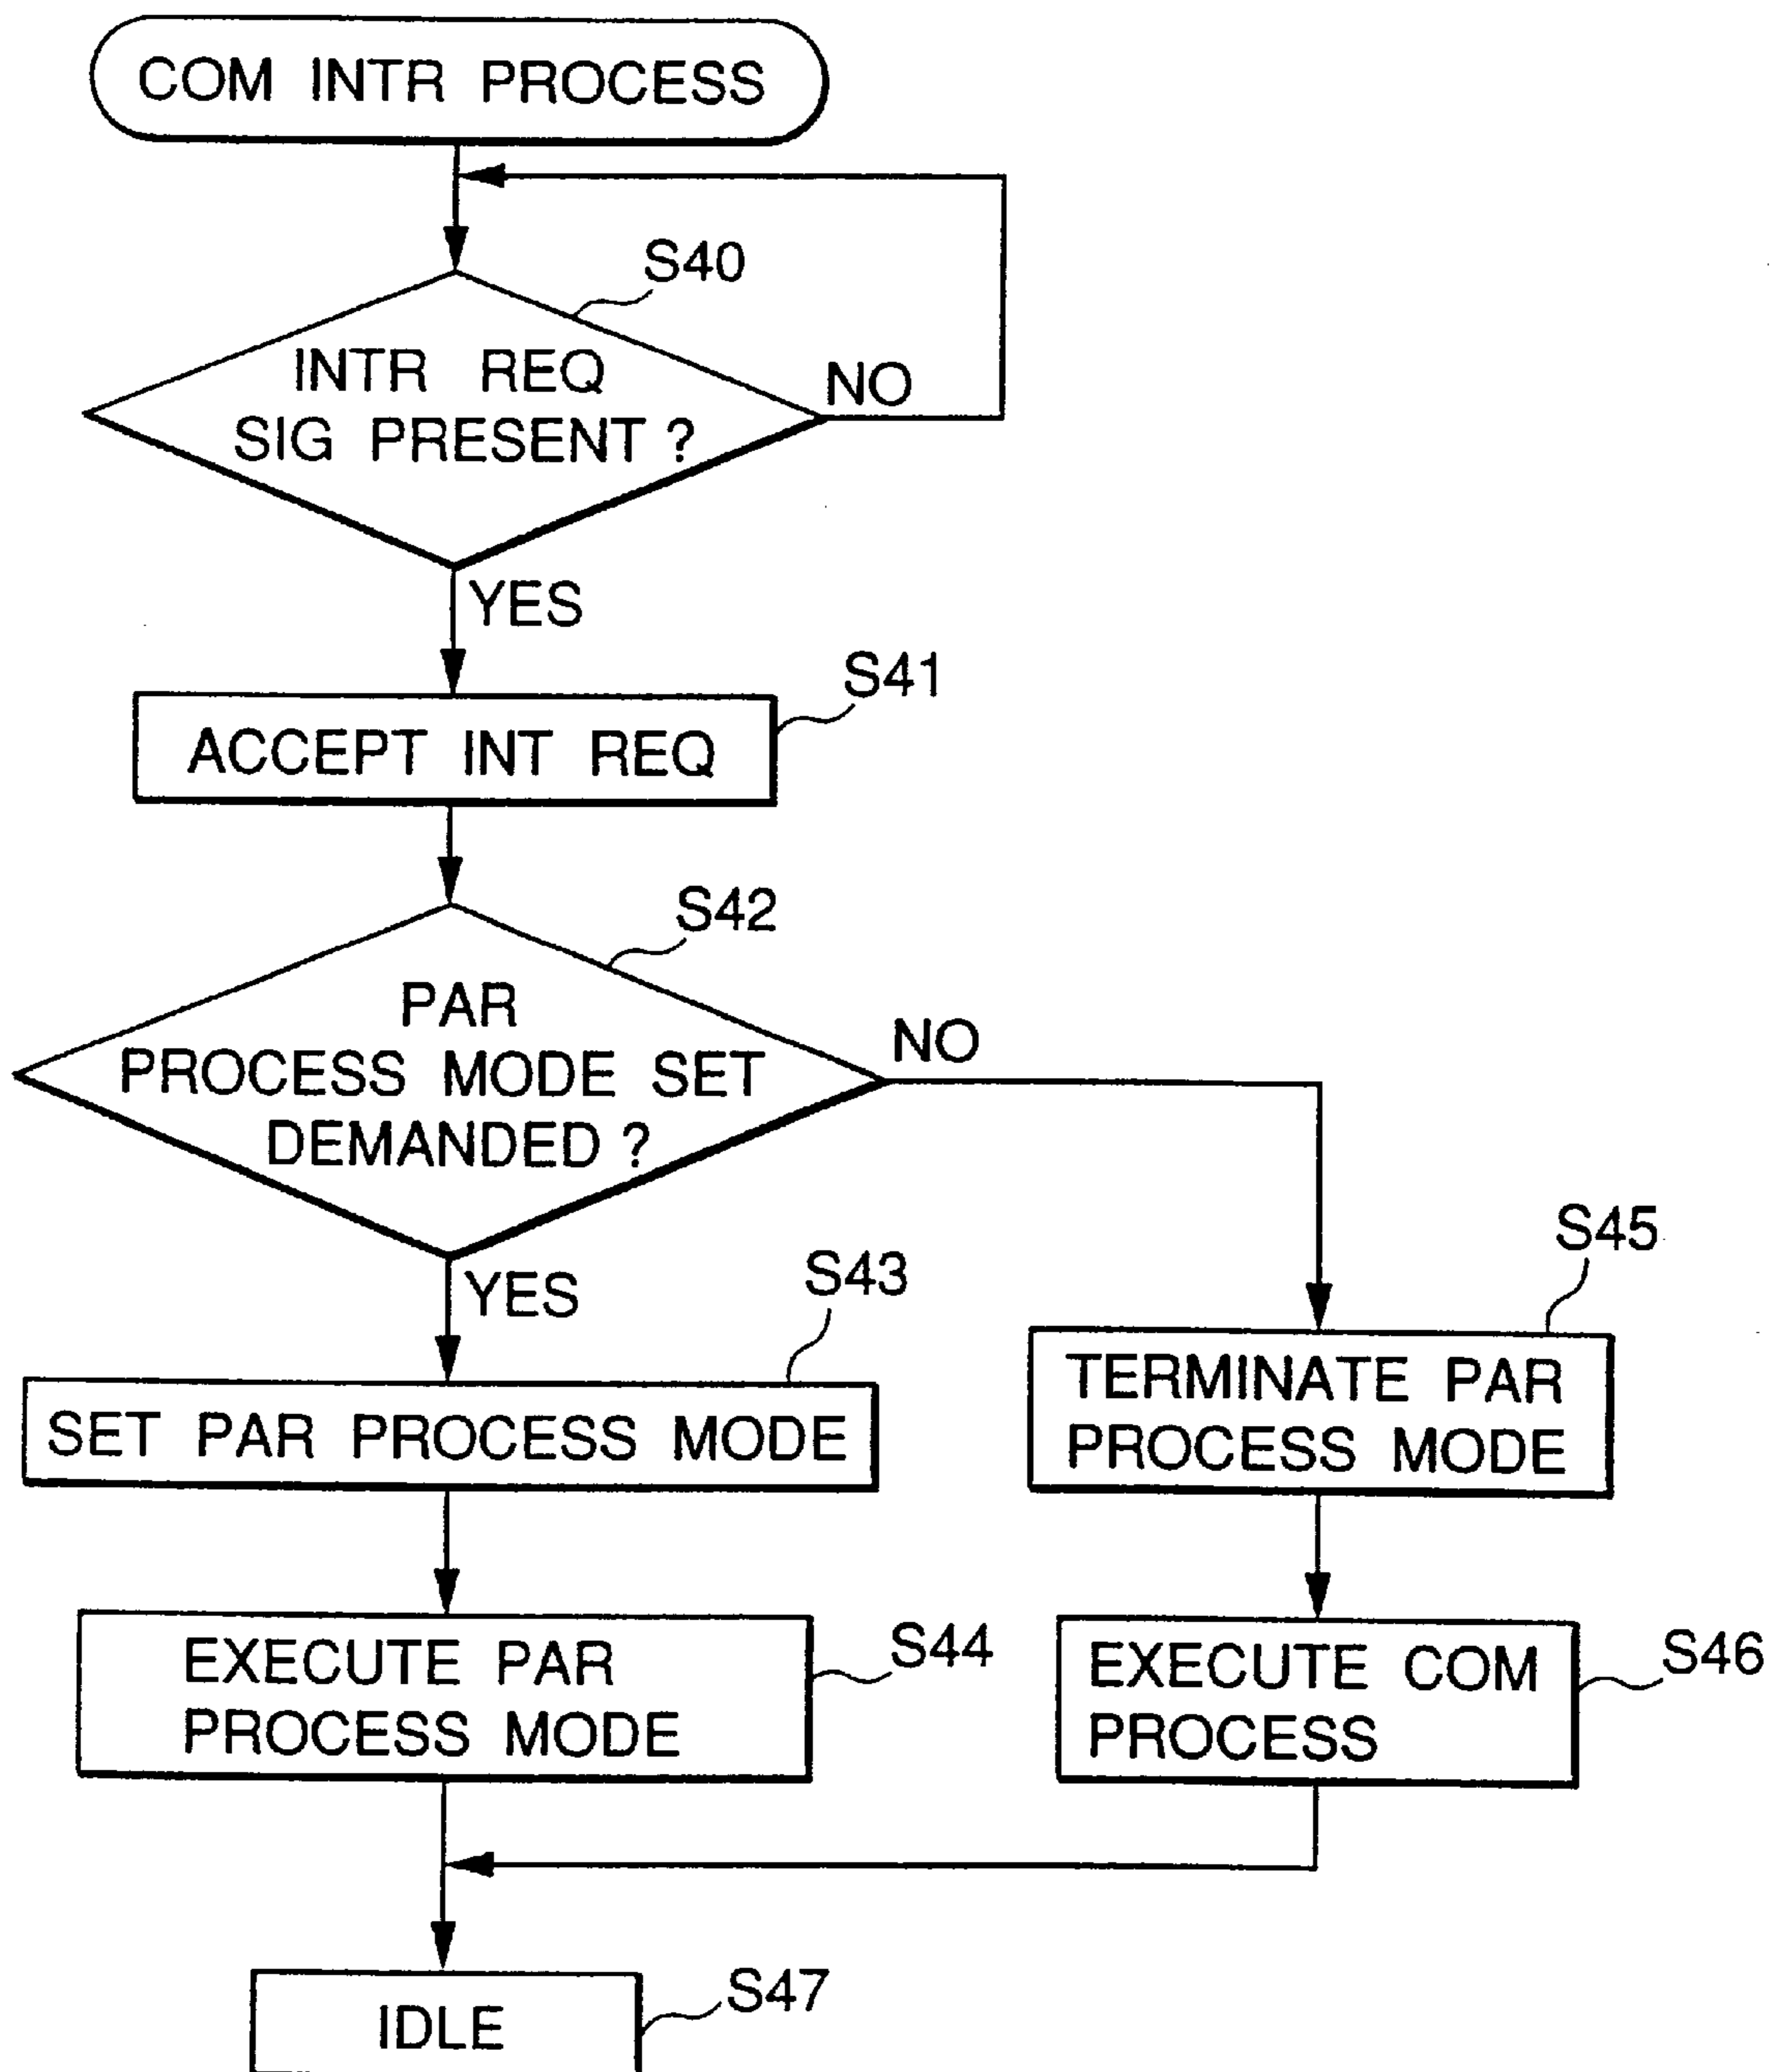 COM INTR PROCESS
S40
INTR REQ
SIG PRESENT ?
NO
YES
S41
ACCEPT INT REQ
S42
PAR
PROCESS MODE SET
DEMANDED ?
NO
YES
S43
SET PAR PROCESS MODE
S45
TERMINATE PAR
PROCESS MODE
EXECUTE PAR
PROCESS MODE
S44
EXECUTE COM
PROCESS
S46
IDLE
S47